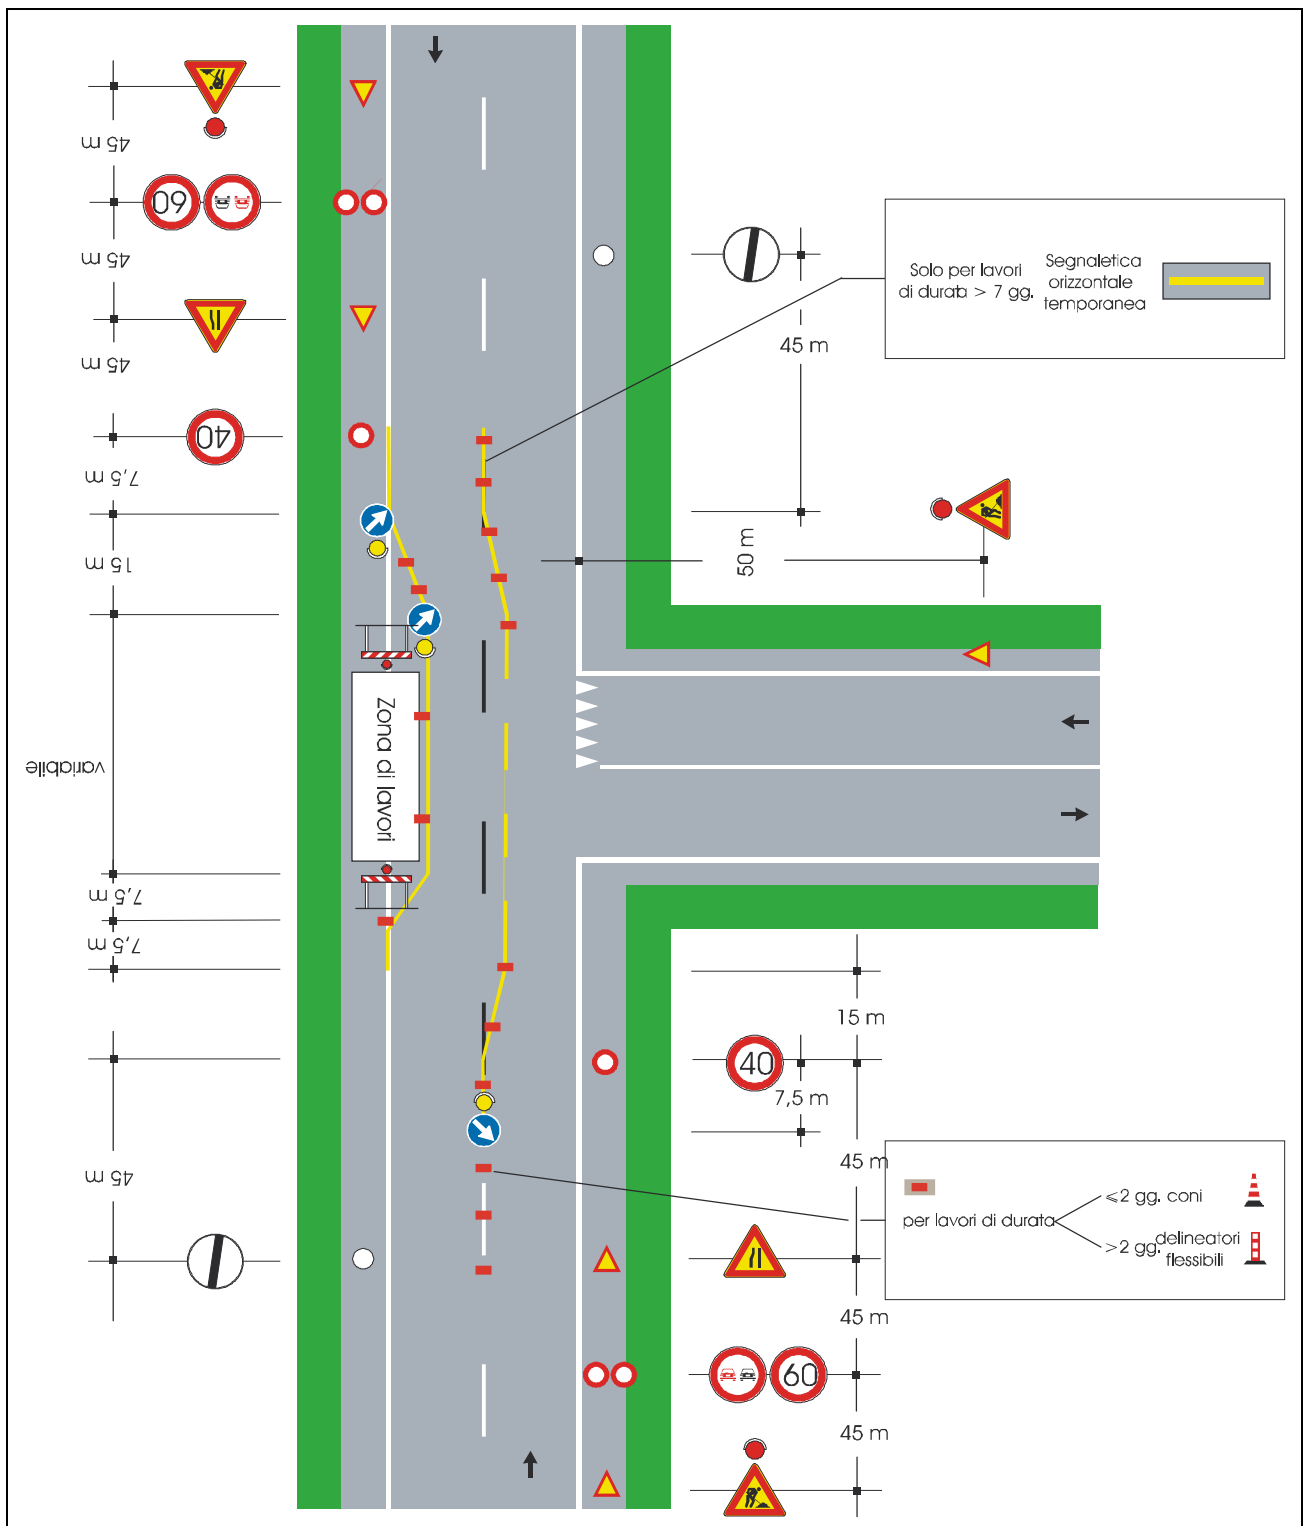 45 m
60
45 m
45 m
40
7,5 m
15 m
variabile
7,5 m
7,5 m
45 m
Zona di lavori
45 m
50 m
Solo per lavori
di durata > 7 gg.
Segnaletica
orizzontale
temporanea
15 m
40
7,5 m
45 m
per lavori di durata
≤2 gg. coni
>2 gg. delineatori
flessibili
45 m
60
45 m